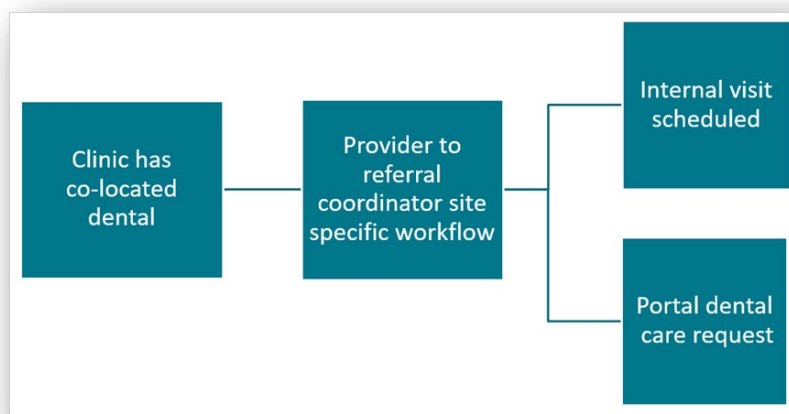 Clinic has
co-located
dental
Provider to
referral
coordinator site
specific workflow
Internal visit
scheduled
Portal dental
care request